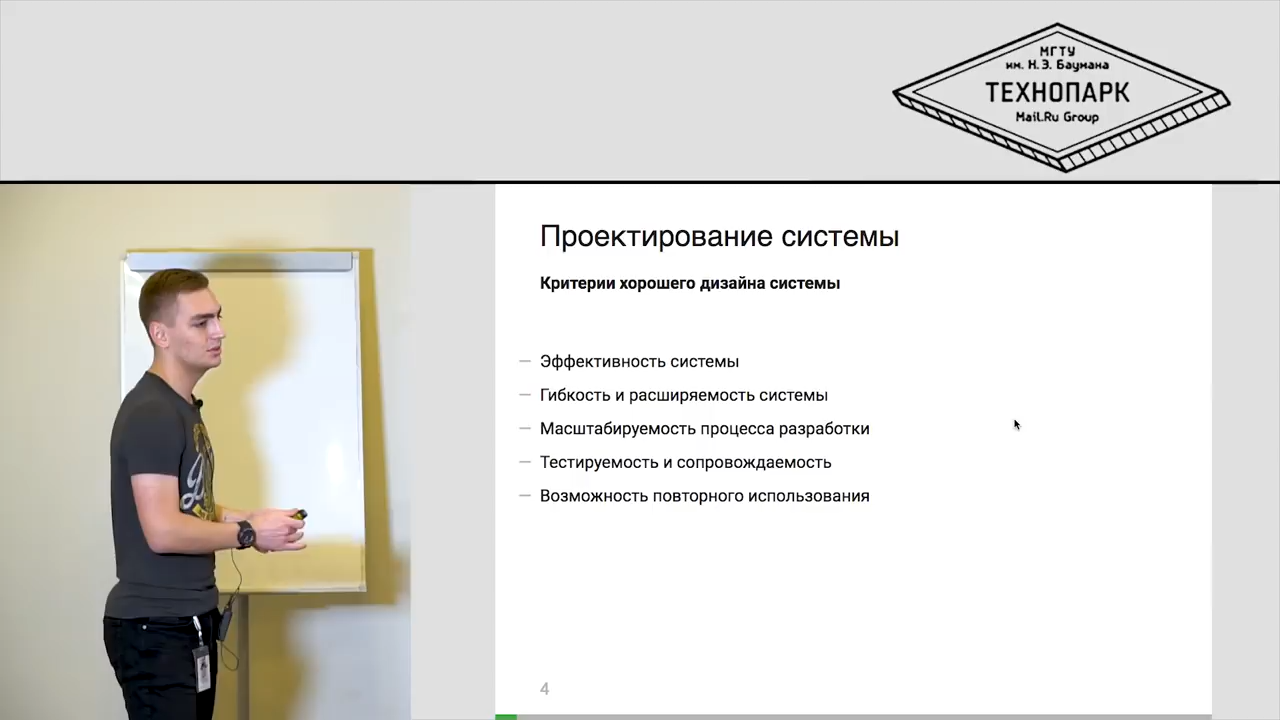 МГТУ
им. Н.Э. Баумана
ТЕХНОПАРК
Mail.Ru Group
Проектирование системы
Критерии хорошего дизайна системы
— Эффективность системы
— Гибкость и расширяемость системы
— Масштабируемость процесса разработки
— Тестируемость и сопровождаемость
— Возможность повторного использования
4